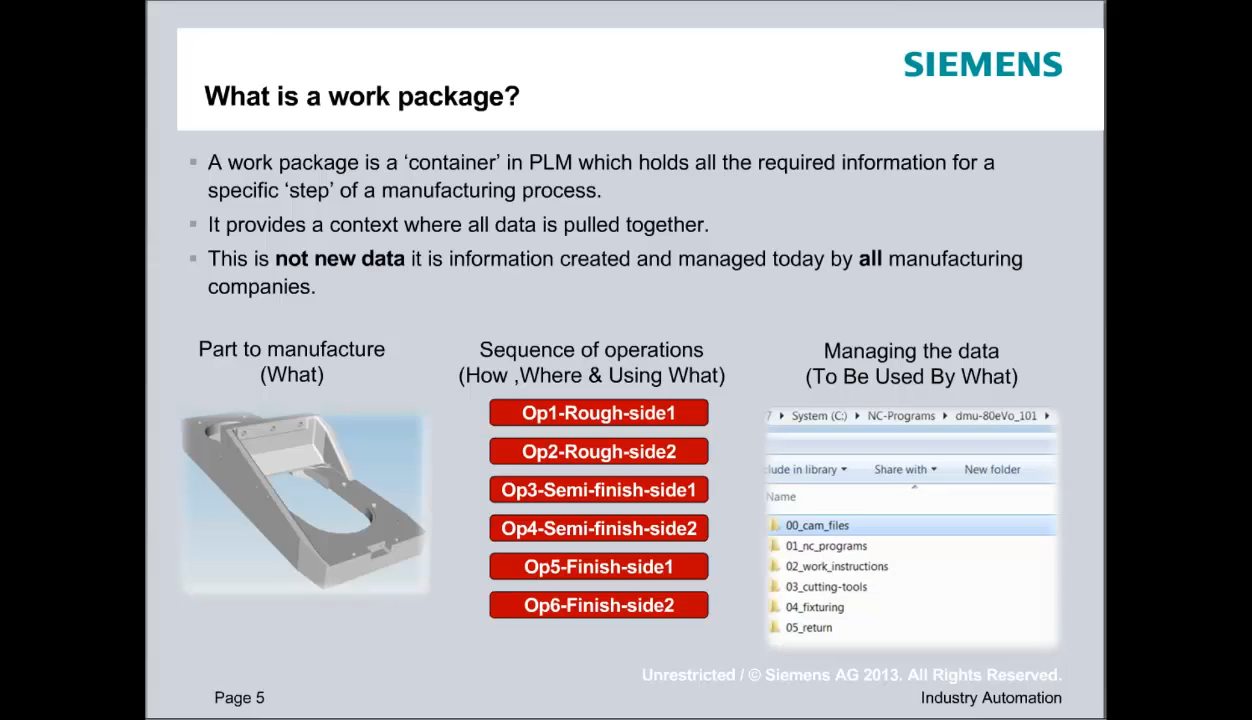 SIEMENS
What is a work package?
A work package is a ‘container’ in PLM which holds all the required information for a
specific ‘step’ of a manufacturing process.
It provides a context where all data is pulled together.
This is not new data it is information created and managed today by all manufacturing
companies.
Part to manufacture
(What)
Sequence of operations
(How ,Where & Using What)
Op1-Rough-side1
Op2-Rough-side2
Op3-Semi-finish-side1
Op4-Semi-finish-side2
Op5-Finish-side1
Op6-Finish-side2
Managing the data
(To Be Used By What)
System (C:) NC-Programs dmu-80eVo_101
lude in library Share with New folder
Name
00_cam_files
01_nc_programs
02_work_instructions
03_cutting-tools
04_fixturing
05_return
Unrestricted / © Siemens AG 2013. All Rights Reserved.
Page 5
Industry Automation